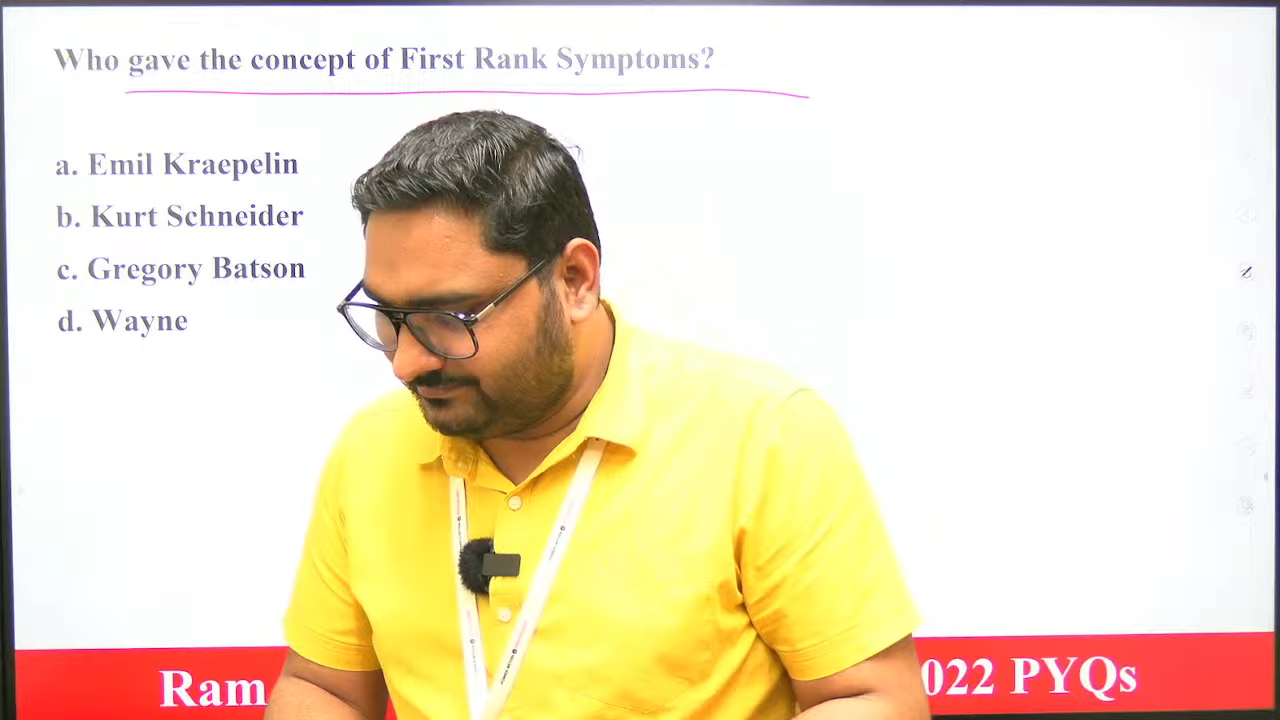 Who gave the concept of First Rank Symptoms?
a. Emil Kraepelin
b. Kurt Schneider
c. Gregory Batson
d. Wayne
Ram 022 PYQs